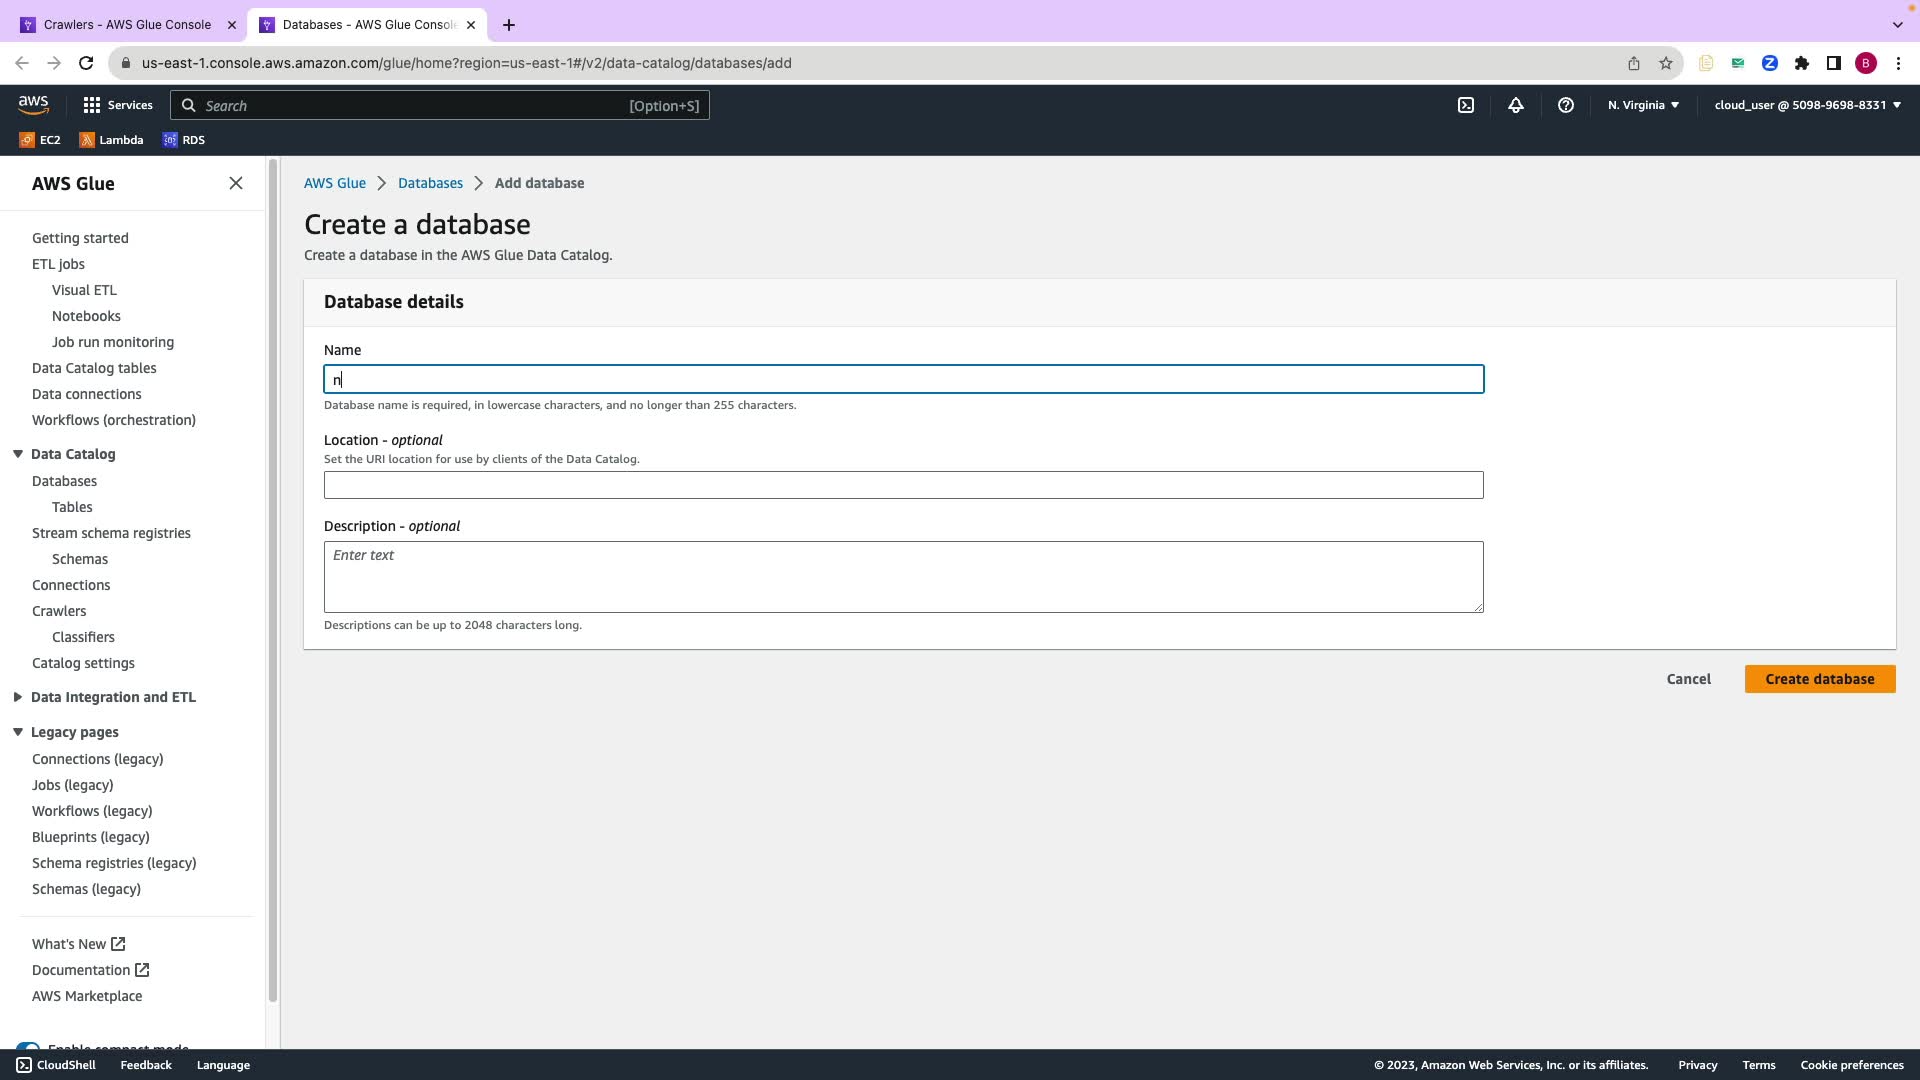 Crawlers - AWS Glue Console
Databases - AWS Glue Console
us-east-1.console.aws.amazon.com/glue/home?region=us-east-1#/v2/data-catalog/databases/add
B
aws
Services
Search
[Option+S]
N. Virginia
cloud_user @ 5098-9698-8331
EC2
Lambda
RDS
AWS Glue
Getting started
ETL jobs
Visual ETL
Notebooks
Job run monitoring
Data Catalog tables
Data connections
Workflows (orchestration)
Data Catalog
Databases
Tables
Stream schema registries
Schemas
Connections
Crawlers
Classifiers
Catalog settings
Data Integration and ETL
Legacy pages
Connections (legacy)
Jobs (legacy)
Workflows (legacy)
Blueprints (legacy)
Schema registries (legacy)
Schemas (legacy)
What's New
Documentation
AWS Marketplace
Enable compact mode
AWS Glue > Databases > Add database
Create a database
Create a database in the AWS Glue Data Catalog.
Database details
Name
n
Database name is required, in lowercase characters, and no longer than 255 characters.
Location - optional
Set the URI location for use by clients of the Data Catalog.
Description - optional
Enter text
Descriptions can be up to 2048 characters long.
Cancel
Create database
CloudShell
Feedback
Language
© 2023, Amazon Web Services, Inc. or its affiliates.
Privacy
Terms
Cookie preferences